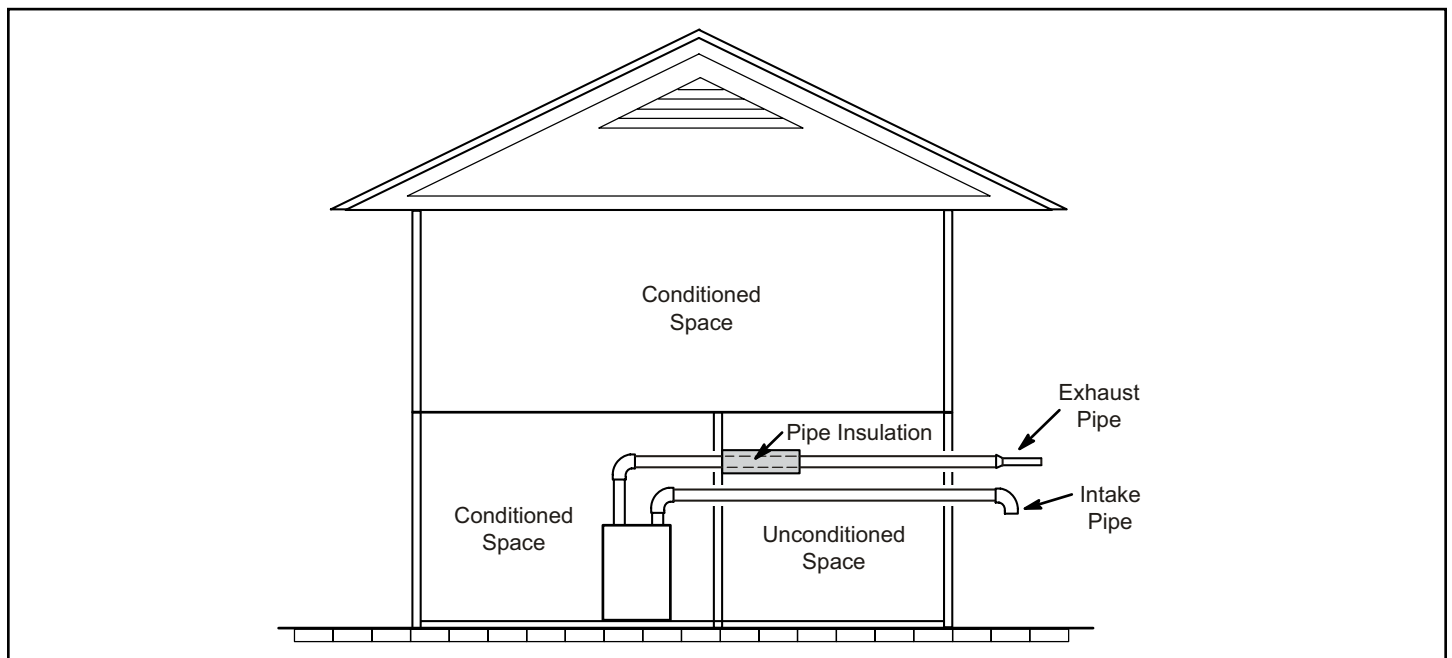 Conditioned
Space
Exhaust
Pipe
Pipe Insulation
Intake
Pipe
Conditioned
Space
Unconditioned
Space